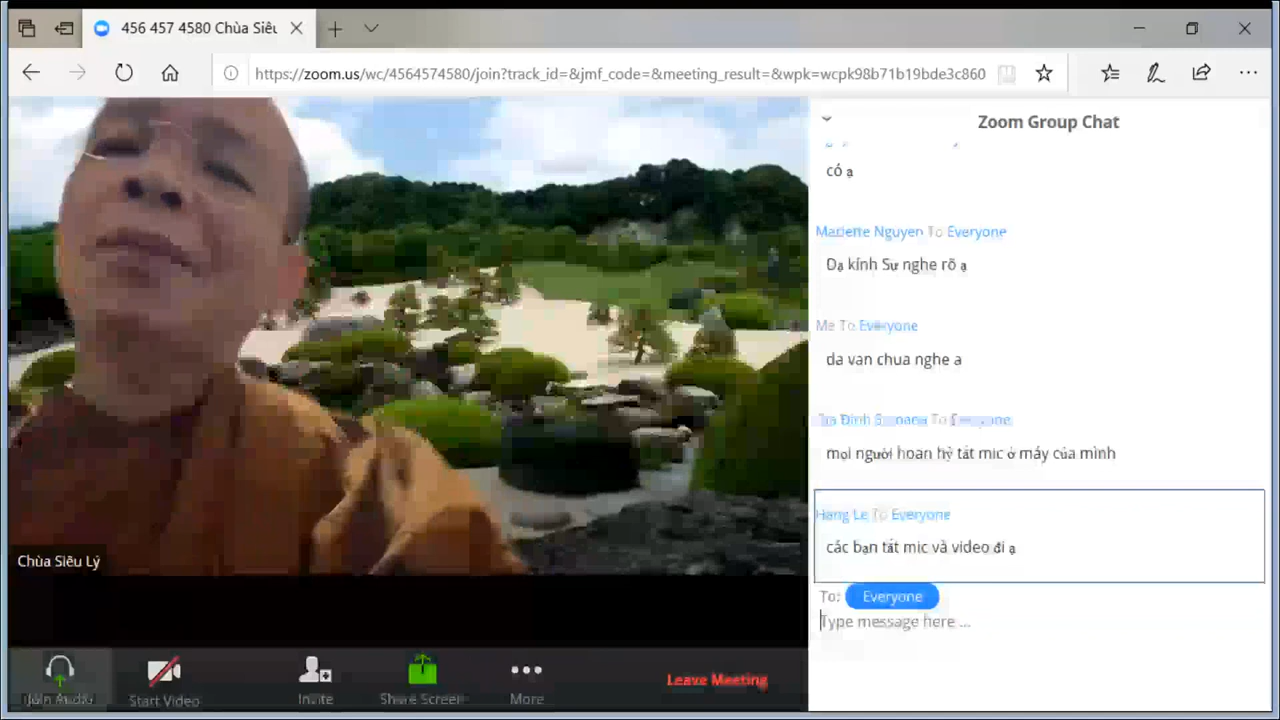 456 457 4580 Chùa Siêu
https://zoom.us/wc/4564574580/join?track_id=&jmf_code=&meeting_result=&wpk=wcpk98b71b19bde3c860
Zoom Group Chat
có ạ
Marlette Nguyen To Everyone
Dạ kính Sư nghe rõ ạ
Me To Everyone
da van chua nghe a
To
mọi người hoan hỷ tắt mic ở máy của mình
Hang Le To Everyone
các bạn tắt mic và video đi ạ
To: Everyone
Type message here ...
Chùa Siêu Lý
Join Audio
Start Video
Invite
Share Screen
More
Leave Meeting